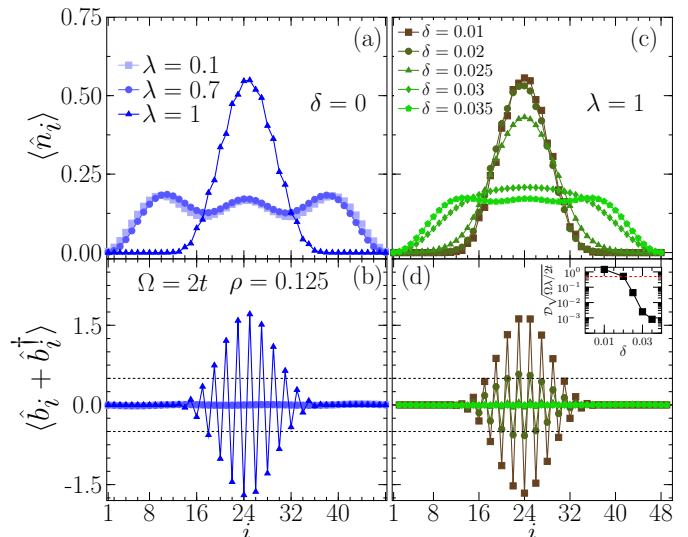 (a)
λ = 0.1
λ = 0.7
λ = 1
δ = 0
⟨n̂ᵢ⟩
0.75
0.50
0.25
0.00
(c)
δ = 0.01
δ = 0.02
δ = 0.025
δ = 0.03
δ = 0.035
λ = 1
(b)
Ω = 2t ρ = 0.125
⟨b̂ᵢ + b̂ᵢ†⟩
1.5
0.0
-1.5
1 8 16 24 32 40
i
(d)
𝒟√Ωλ/2t
10⁰
10⁻¹
10⁻²
10⁻³
0.00 0.03
δ
1 8 16 24 32 40 48
i